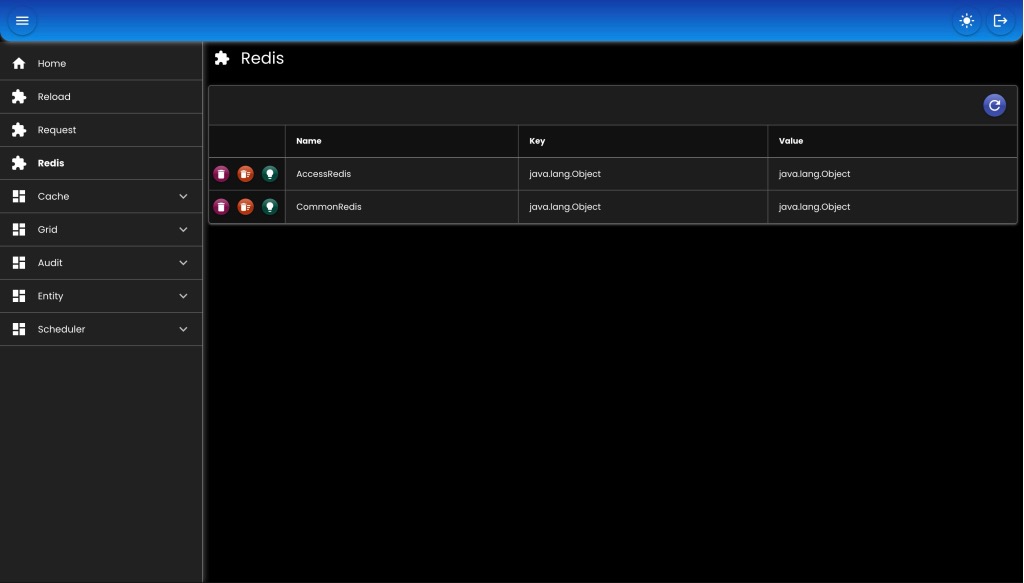 Redis
Home
Reload
Request
Redis
Cache
Grid
Audit
Entity
Scheduler
Name Key Value
AccessRedis java.lang.Object java.lang.Object
CommonRedis java.lang.Object java.lang.Object